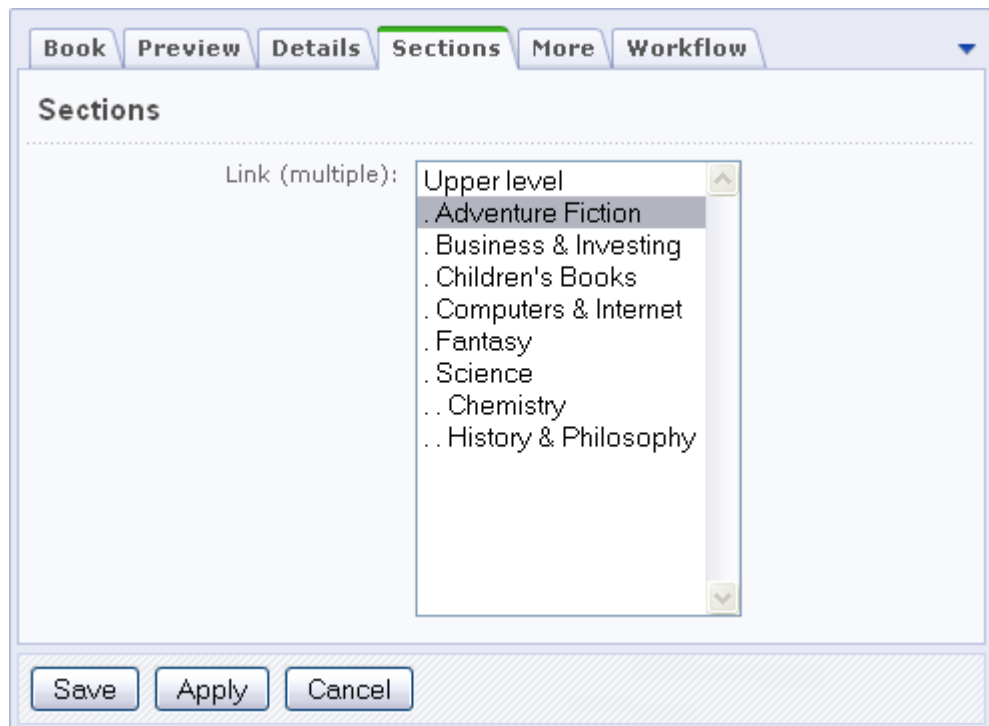 Book Preview Details Sections More Workflow
Sections
Link (multiple): Upper level
. Adventure Fiction
. Business & Investing
. Children's Books
. Computers & Internet
. Fantasy
. Science
. . Chemistry
. . History & Philosophy
Save Apply Cancel